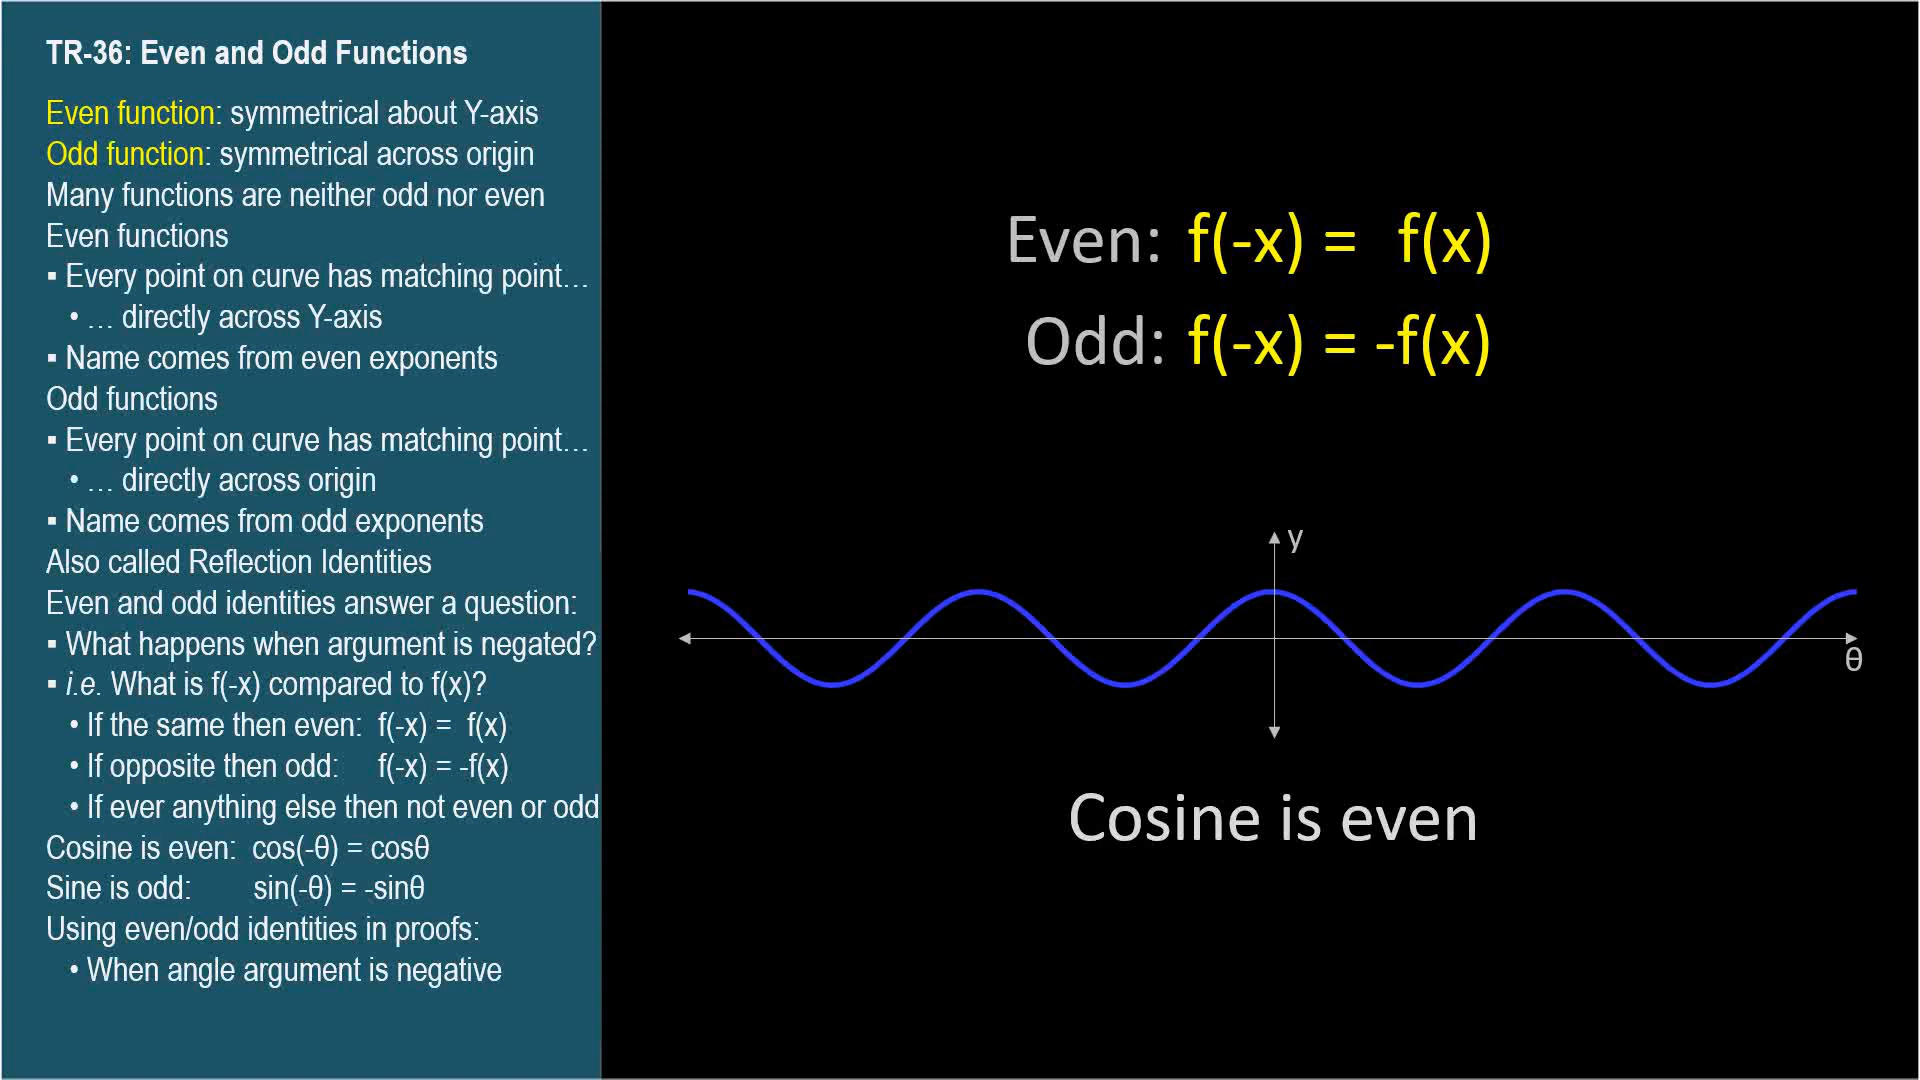 TR-36: Even and Odd Functions
Even function: symmetrical about Y-axis
Odd function: symmetrical across origin
Many functions are neither odd nor even
Even functions
▪ Every point on curve has matching point…
• … directly across Y-axis
▪ Name comes from even exponents
Odd functions
▪ Every point on curve has matching point…
• … directly across origin
▪ Name comes from odd exponents
Also called Reflection Identities
Even and odd identities answer a question:
▪ What happens when argument is negated?
▪ i.e. What is f(-x) compared to f(x)?
• If the same then even: f(-x) = f(x)
• If opposite then odd: f(-x) = -f(x)
• If ever anything else then not even or odd
Cosine is even: cos(-θ) = cosθ
Sine is odd: sin(-θ) = -sinθ
Using even/odd identities in proofs:
• When angle argument is negative
Even: f(-x) = f(x)
Odd: f(-x) = -f(x)
y
θ
Cosine is even